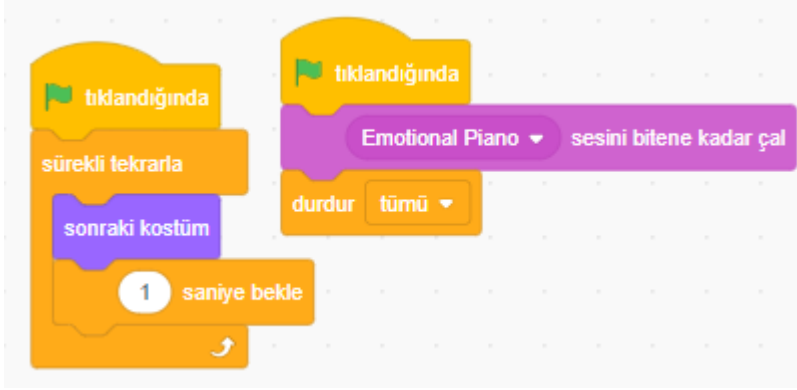 tıklandığında
sürekli tekrarla
sonraki kostüm
1 saniye bekle
tıklandığında
Emotional Piano sesini bitene kadar çal
durdur tümü